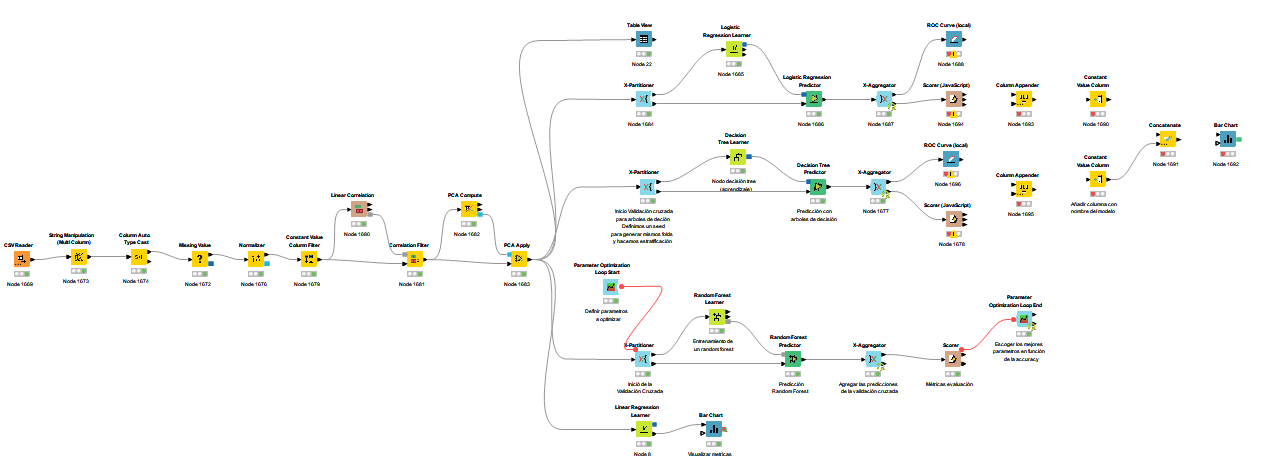 Table View
Node 22
Logistic
Regression Learner
Node 1685
ROC Curve (local)
Node 1688
X-Partitioner
Node 1684
Logistic Regression
Predictor
Node 1686
X-Aggregator
Node 1687
Scorer (JavaScript)
Node 1694
Column Appender
Node 1693
Constant
Value Column
Node 1690
Decision
Tree Learner
Nodo decisión tree
(aprendizaje)
X-Partitioner
Inicio Validación cruzada
para arboles de deción
Definimos un seed
para generar mismos folds
y hacemos estratificación
Decision Tree
Predictor
Predicción con
arboles de decisión
X-Aggregator
Node 1677
ROC Curve (local)
Node 1696
Scorer (JavaScript)
Node 1678
Column Appender
Node 1695
Constant
Value Column
Añadir columna con
nombre del modelo
Concatenate
Node 1691
Bar Chart
Node 1692
CSV Reader
Node 1669
String Manipulation
(Multi Column)
Node 1673
Column Auto
Type Cast
Node 1674
Missing Value
Node 1672
Normalizer
Node 1676
Constant Value
Column Filter
Node 1679
Linear Correlation
Node 1680
Correlation Filter
Node 1681
PCA Compute
Node 1682
PCA Apply
Node 1683
Parameter Optimization
Loop Start
Definir parametros
a optimizar
X-Partitioner
Inició de la
Validación Cruzada
Random Forest
Learner
Entrenamiento de
un random forest
Random Forest
Predictor
Predicción
Random Forest
X-Aggregator
Agregar las predicciones
de la validación cruzada
Scorer
Métricas evaluación
Parameter
Optimization Loop End
Escoger los mejores
parametros en función
de la accuracy
Linear Regression
Learner
Node 8
Bar Chart
Visualizar metricas